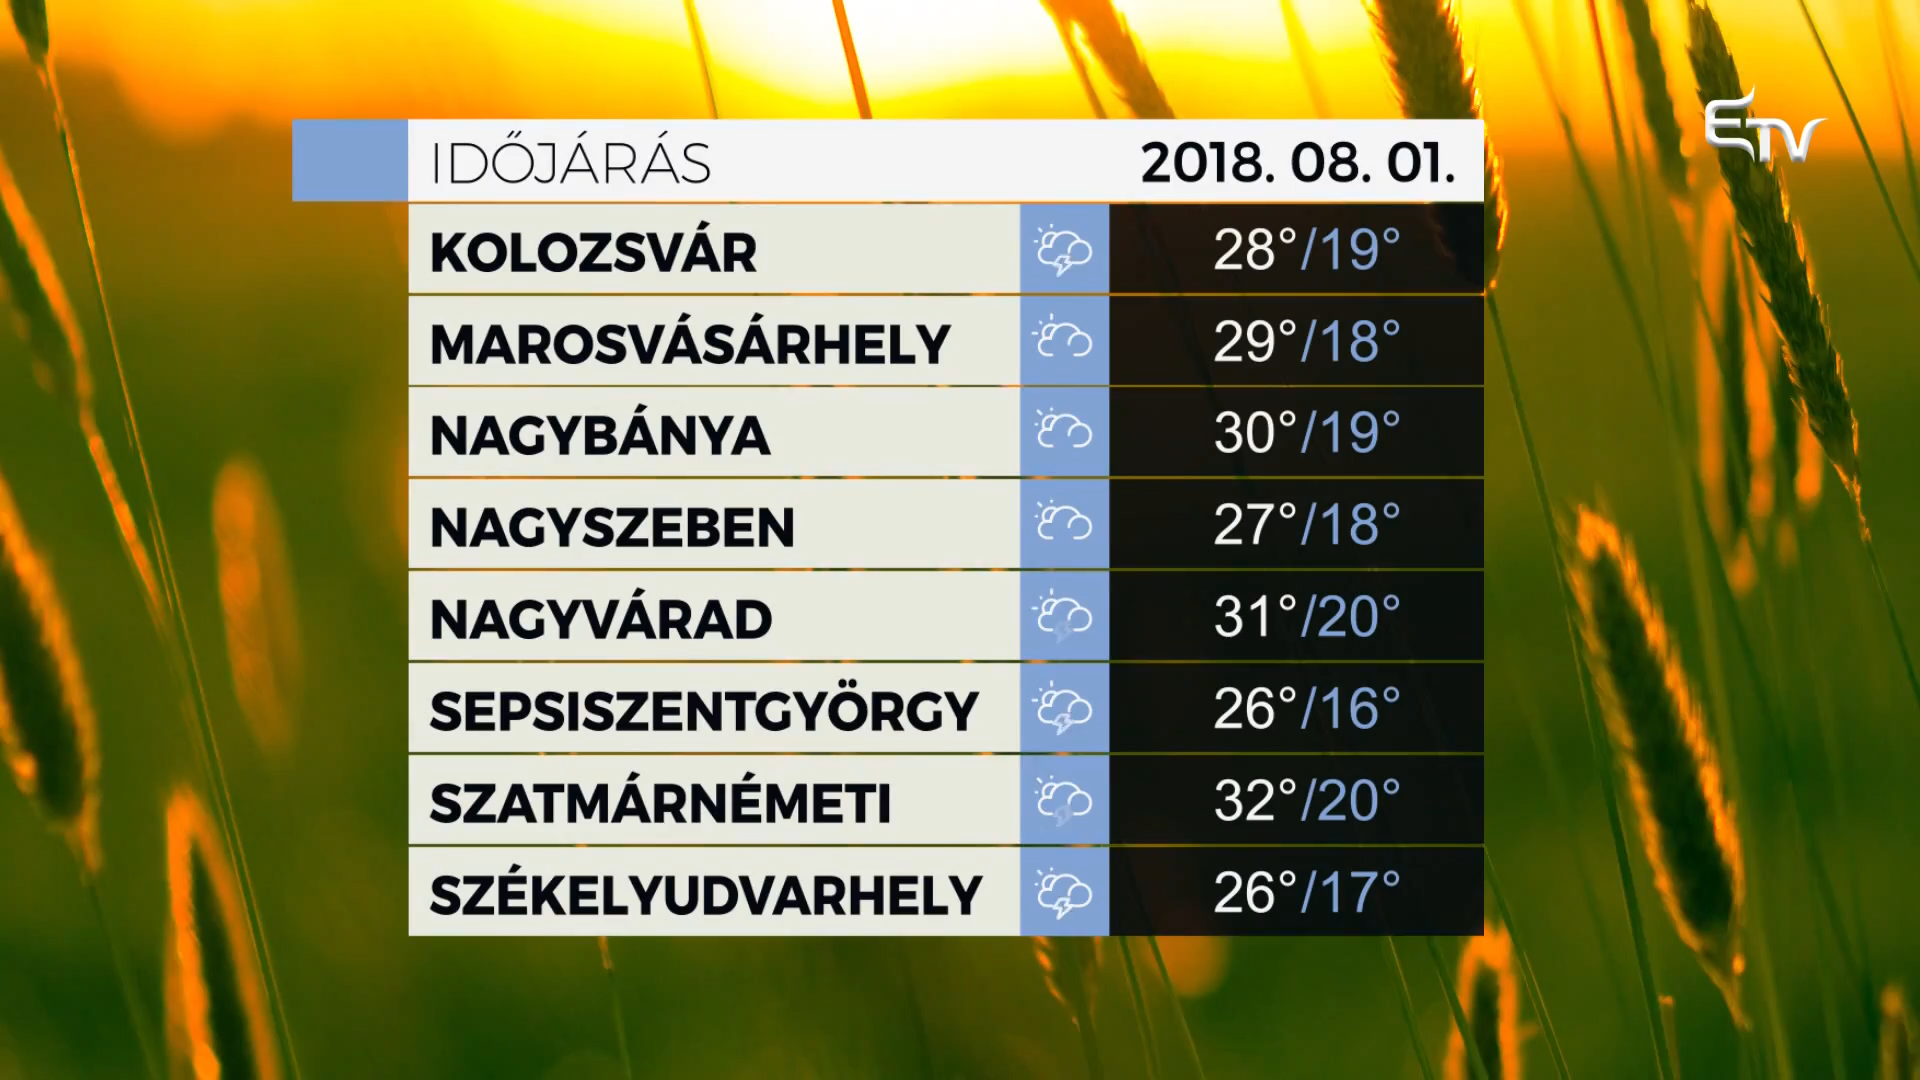 IDŐJÁRÁS 2018. 08. 01.
ETV
KOLOZSVÁR 28°/19°
MAROSVÁSÁRHELY 29°/18°
NAGYBÁNYA 30°/19°
NAGYSZEBEN 27°/18°
NAGYVÁRAD 31°/20°
SEPSISZENTGYÖRGY 26°/16°
SZATMÁRNÉMETI 32°/20°
SZÉKELYUDVARHELY 26°/17°